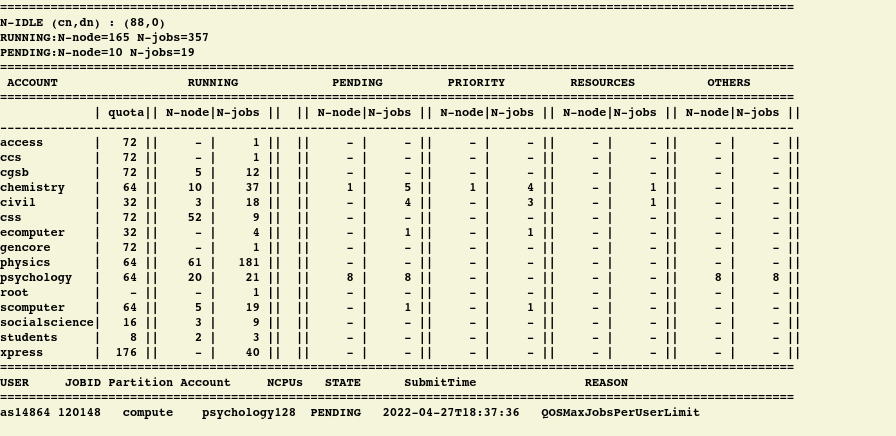 ==============================================================================================================
N-IDLE (cn,dn) : (88,0)
RUNNING:N-node=165 N-jobs=357
PENDING:N-node=10 N-jobs=19
==============================================================================================================
 ACCOUNT                  RUNNING             PENDING         PRIORITY         RESOURCES          OTHERS
==============================================================================================================
             | quota|| N-node|N-jobs ||  || N-node|N-jobs || N-node|N-jobs || N-node|N-jobs || N-node|N-jobs ||
--------------------------------------------------------------------------------------------------------------
access       |   72 ||     - |     1 ||  ||     - |     - ||     - |     - ||     - |     - ||     - |     - ||
ccs          |   72 ||     - |     1 ||  ||     - |     - ||     - |     - ||     - |     - ||     - |     - ||
cgsb         |   72 ||     5 |    12 ||  ||     - |     - ||     - |     - ||     - |     - ||     - |     - ||
chemistry    |   64 ||    10 |    37 ||  ||     1 |     5 ||     1 |     4 ||     - |     1 ||     - |     - ||
civil        |   32 ||     3 |    18 ||  ||     - |     4 ||     - |     3 ||     - |     1 ||     - |     - ||
css          |   72 ||    52 |     9 ||  ||     - |     - ||     - |     - ||     - |     - ||     - |     - ||
ecomputer    |   32 ||     - |     4 ||  ||     - |     1 ||     - |     1 ||     - |     - ||     - |     - ||
gencore      |   72 ||     - |     1 ||  ||     - |     - ||     - |     - ||     - |     - ||     - |     - ||
physics      |   64 ||    61 |   181 ||  ||     - |     - ||     - |     - ||     - |     - ||     - |     - ||
psychology   |   64 ||    20 |    21 ||  ||     8 |     8 ||     - |     - ||     - |     - ||     8 |     8 ||
root         |    - ||     - |     1 ||  ||     - |     - ||     - |     - ||     - |     - ||     - |     - ||
scomputer    |   64 ||     5 |    19 ||  ||     - |     1 ||     - |     1 ||     - |     - ||     - |     - ||
socialscience|   16 ||     3 |     9 ||  ||     - |     - ||     - |     - ||     - |     - ||     - |     - ||
students     |    8 ||     2 |     3 ||  ||     - |     - ||     - |     - ||     - |     - ||     - |     - ||
xpress       |  176 ||     - |    40 ||  ||     - |     - ||     - |     - ||     - |     - ||     - |     - ||
==============================================================================================================
USER     JOBID Partition Account     NCPUs   STATE      SubmitTime               REASON
==============================================================================================================
as14864 120148   compute    psychology128  PENDING   2022-04-27T18:37:36   QOSMaxJobsPerUserLimit